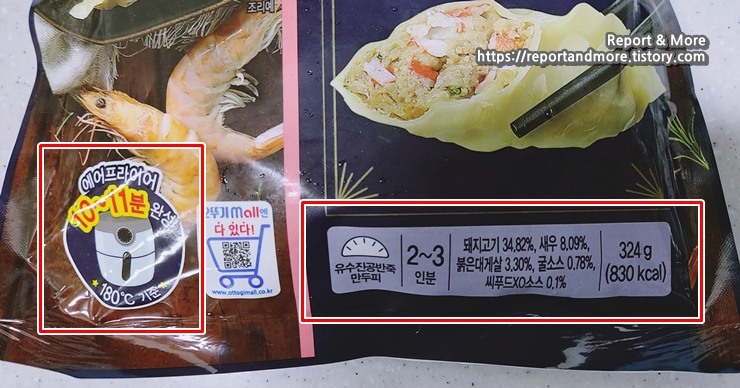 조리예
Report & More
https://reportandmore.tistory.com
에어프라이어
10~11분 완성
180℃ 기준
오뚜기 mall엔
다 있다!
www.ottogimall.co.kr
유수진공반죽
만두피
2~3
인분
돼지고기 34.82%, 새우 8.09%,
붉은대게살 3.30%, 굴소스 0.78%,
씨푸드XO소스 0.1%
324 g
(830 kcal)